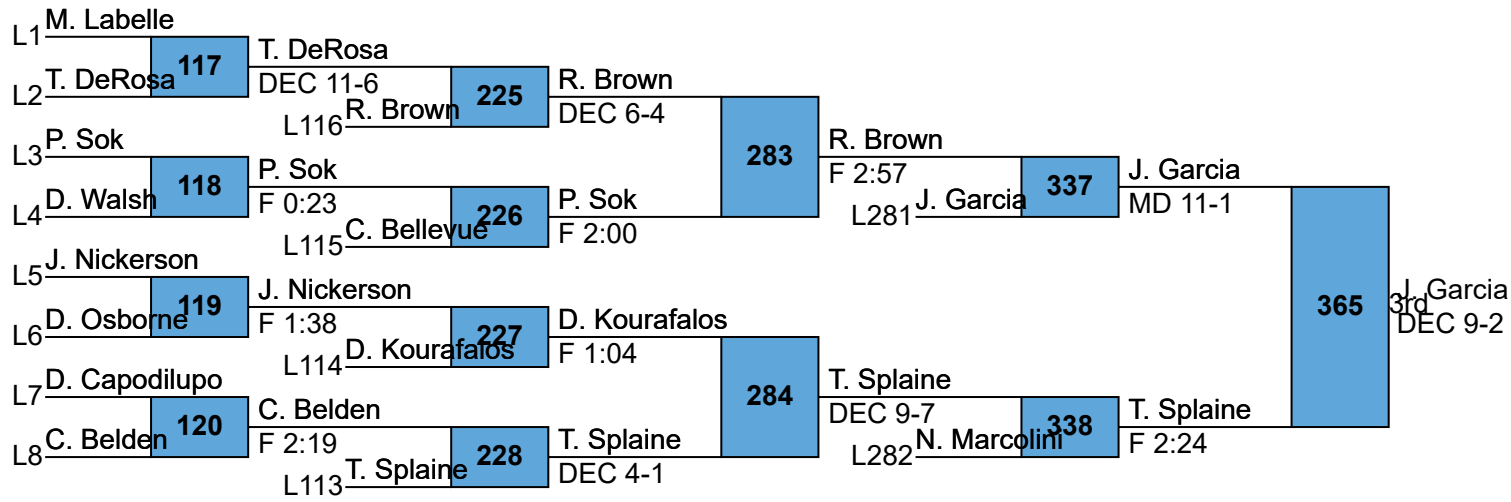 L1 M. Labelle
117
L2 T. DeRosa
T. DeRosa
DEC 11-6
L116 R. Brown
225
R. Brown
DEC 6-4
L3 P. Sok
118
L4 D. Walsh
P. Sok
F 0:23
L115 C. Bellevue
226
P. Sok
F 2:00
283
R. Brown
F 2:57
L281 J. Garcia
337
J. Garcia
MD 11-1
L5 J. Nickerson
119
L6 D. Osborne
J. Nickerson
F 1:38
L114 D. Kourafalos
227
D. Kourafalos
F 1:04
L7 D. Capodilupo
120
L8 C. Belden
C. Belden
F 2:19
L113 T. Splaine
228
T. Splaine
DEC 4-1
284
T. Splaine
DEC 9-7
L282 N. Marcolini
338
T. Splaine
F 2:24
365
3rd
J. Garcia
DEC 9-2